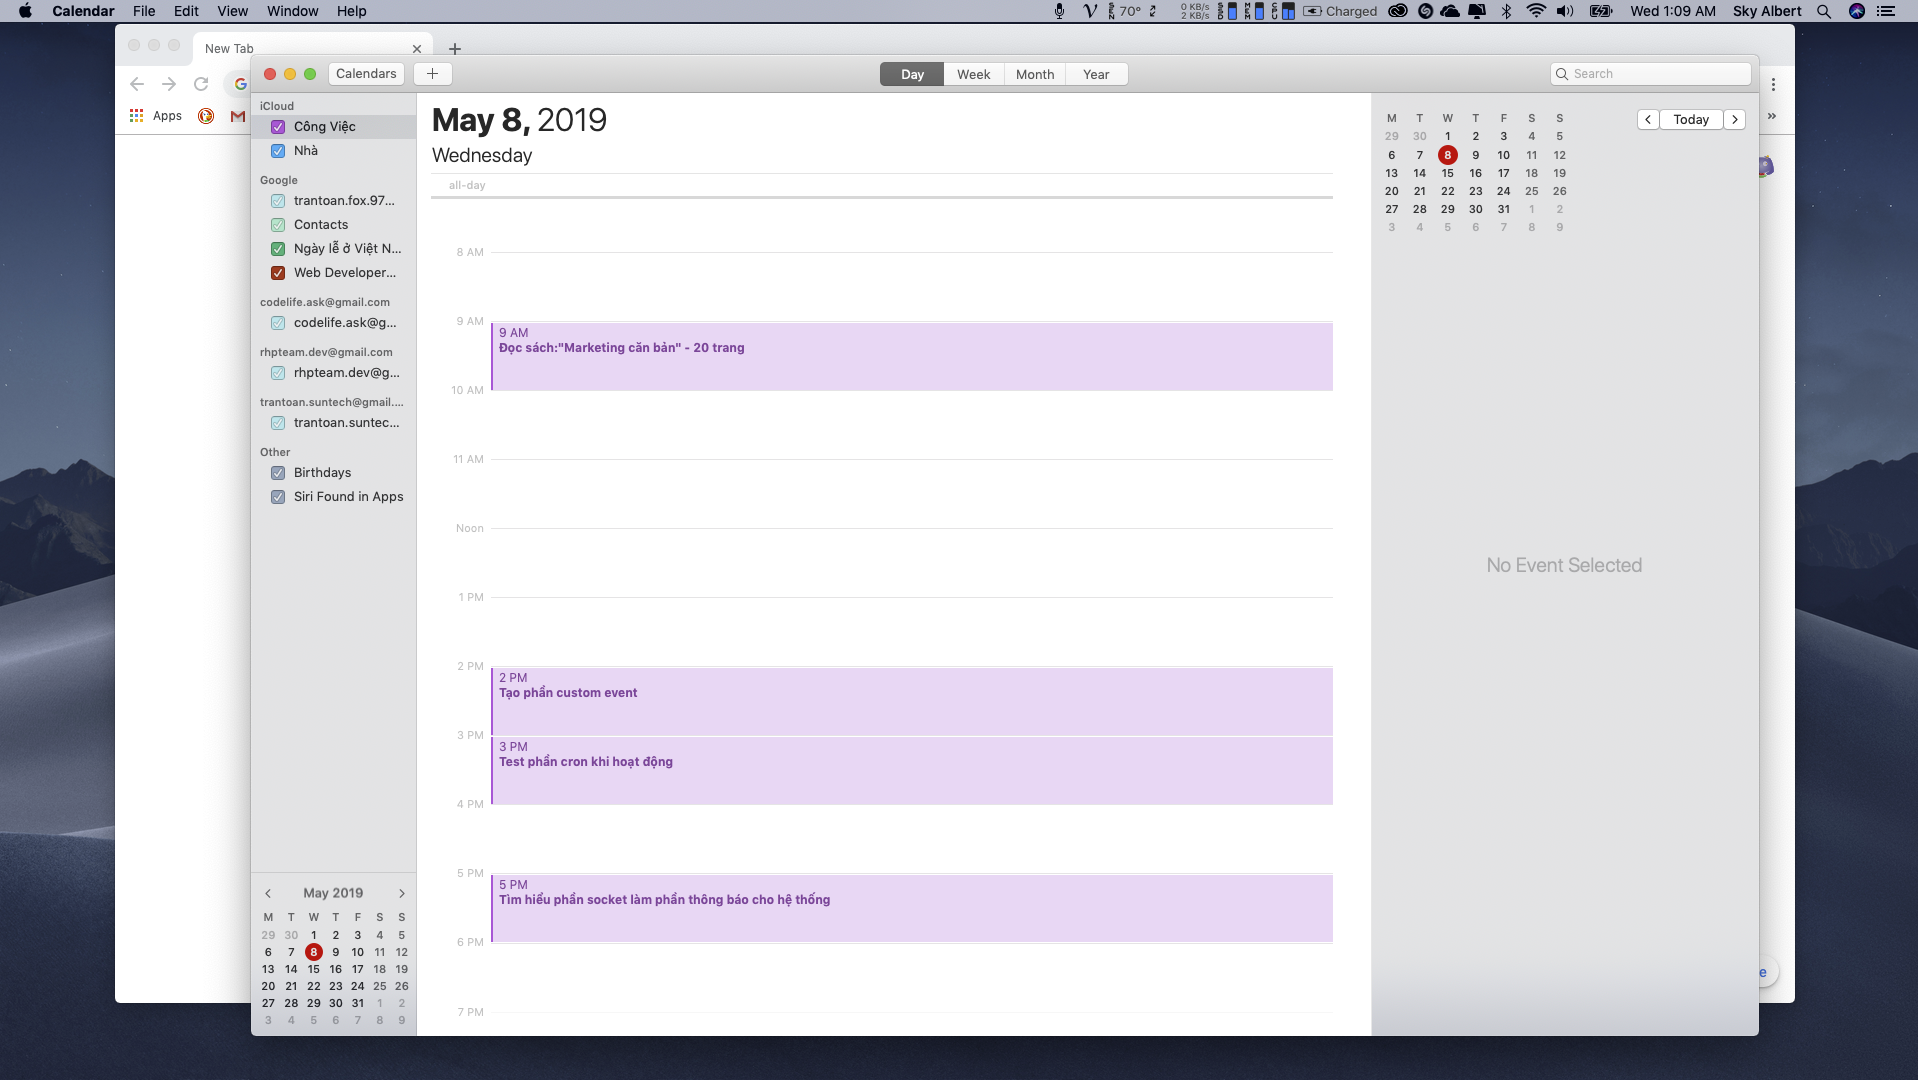 Calendar File Edit View Window Help
SEN 70° 0 KB/s 2 KB/s SSD MEM CPU Charged Wed 1:09 AM Sky Albert
New Tab
Apps
Calendars
Day Week Month Year
Search
iCloud
Công Việc
Nhà
Google
trantoan.fox.97...
Contacts
Ngày lễ ở Việt N...
Web Developer...
codelife.ask@gmail.com
codelife.ask@g...
rhpteam.dev@gmail.com
rhpteam.dev@g...
trantoan.suntech@gmail....
trantoan.suntec...
Other
Birthdays
Siri Found in Apps
May 2019
M T W T F S S
29 30 1 2 3 4 5
6 7 8 9 10 11 12
13 14 15 16 17 18 19
20 21 22 23 24 25 26
27 28 29 30 31 1 2
3 4 5 6 7 8 9
May 8, 2019
Wednesday
all-day
8 AM
9 AM
9 AM
Đọc sách:"Marketing căn bản" - 20 trang
10 AM
11 AM
Noon
1 PM
2 PM
2 PM
Tạo phần custom event
3 PM
3 PM
Test phần cron khi hoạt động
4 PM
5 PM
5 PM
Tìm hiểu phần socket làm phần thông báo cho hệ thống
6 PM
7 PM
M T W T F S S
29 30 1 2 3 4 5
6 7 8 9 10 11 12
13 14 15 16 17 18 19
20 21 22 23 24 25 26
27 28 29 30 31 1 2
3 4 5 6 7 8 9
Today
No Event Selected
e